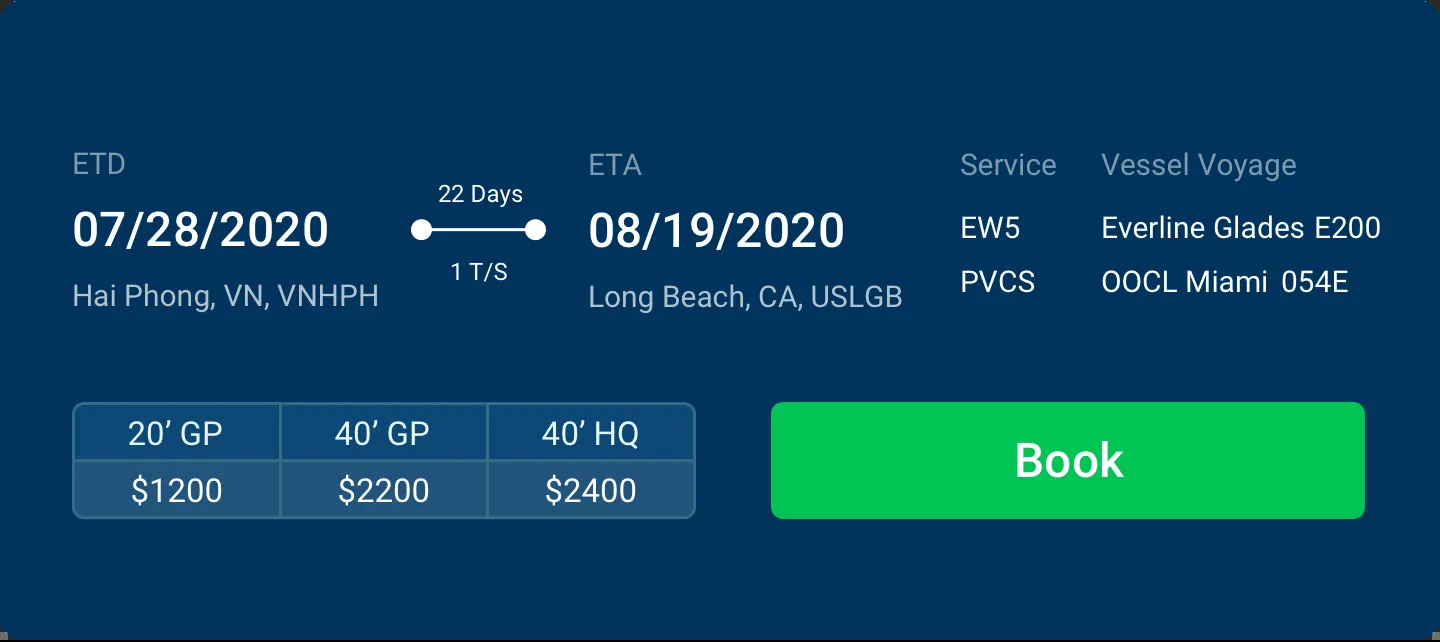 ETD
07/28/2020
Hai Phong, VN, VNHPH
22 Days
1 T/S
ETA
08/19/2020
Long Beach, CA, USLGB
Service Vessel Voyage
EW5 Everline Glades E200
PVCS OOCL Miami 054E
20’ GP 40’ GP 40’ HQ
$1200 $2200 $2400
Book